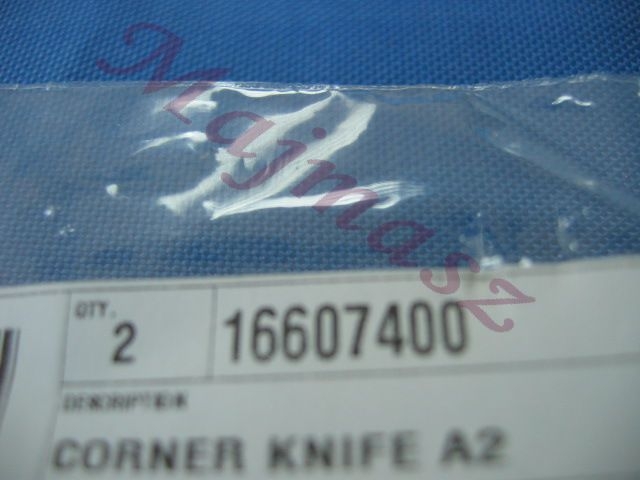 Majmasz
QTY.
2
16607400
DESCRIPTION
CORNER KNIFE A2